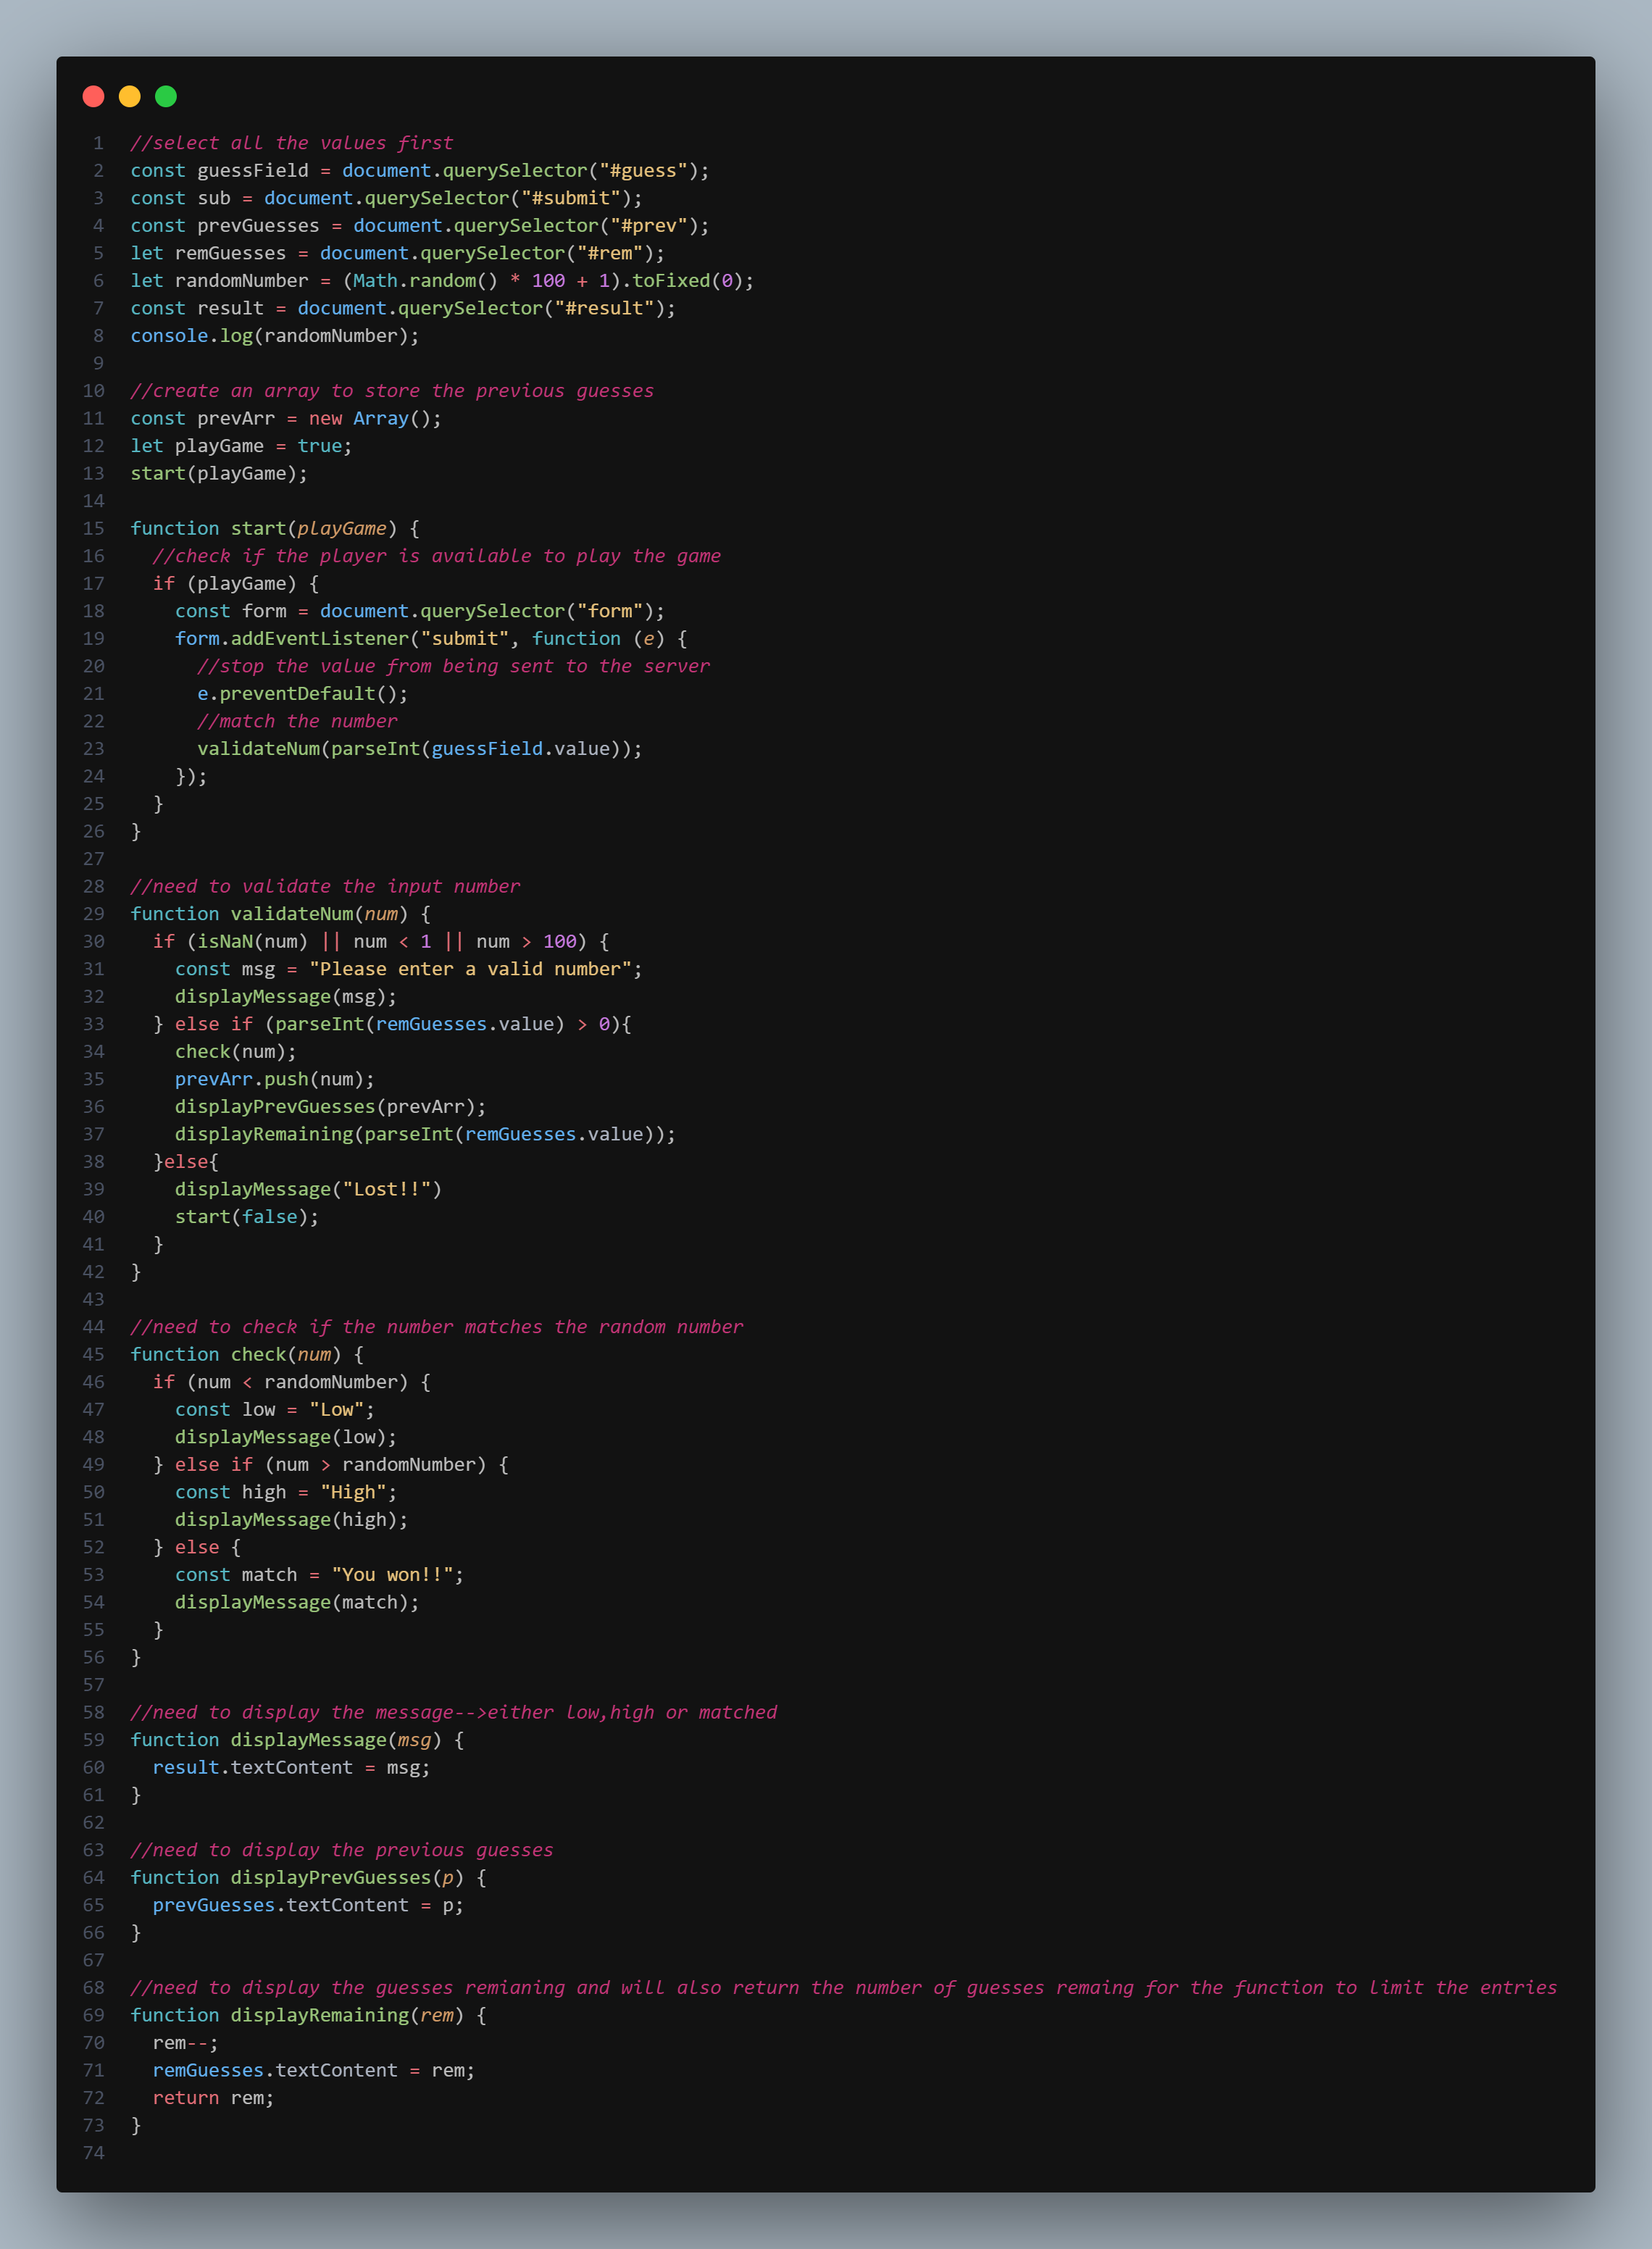 1 //select all the values first
2 const guessField = document.querySelector("#guess");
3 const sub = document.querySelector("#submit");
4 const prevGuesses = document.querySelector("#prev");
5 let remGuesses = document.querySelector("#rem");
6 let randomNumber = (Math.random() * 100 + 1).toFixed(0);
7 const result = document.querySelector("#result");
8 console.log(randomNumber);
9
10 //create an array to store the previous guesses
11 const prevArr = new Array();
12 let playGame = true;
13 start(playGame);
14
15 function start(playGame) {
16   //check if the player is available to play the game
17   if (playGame) {
18     const form = document.querySelector("form");
19     form.addEventListener("submit", function (e) {
20       //stop the value from being sent to the server
21       e.preventDefault();
22       //match the number
23       validateNum(parseInt(guessField.value));
24     });
25   }
26 }
27
28 //need to validate the input number
29 function validateNum(num) {
30   if (isNaN(num) || num < 1 || num > 100) {
31     const msg = "Please enter a valid number";
32     displayMessage(msg);
33   } else if (parseInt(remGuesses.value) > 0){
34     check(num);
35     prevArr.push(num);
36     displayPrevGuesses(prevArr);
37     displayRemaining(parseInt(remGuesses.value));
38   }else{
39     displayMessage("Lost!!")
40     start(false);
41   }
42 }
43
44 //need to check if the number matches the random number
45 function check(num) {
46   if (num < randomNumber) {
47     const low = "Low";
48     displayMessage(low);
49   } else if (num > randomNumber) {
50     const high = "High";
51     displayMessage(high);
52   } else {
53     const match = "You won!!";
54     displayMessage(match);
55   }
56 }
57
58 //need to display the message-->either low,high or matched
59 function displayMessage(msg) {
60   result.textContent = msg;
61 }
62
63 //need to display the previous guesses
64 function displayPrevGuesses(p) {
65   prevGuesses.textContent = p;
66 }
67
68 //need to display the guesses remianing and will also return the number of guesses remaing for the function to limit the entries
69 function displayRemaining(rem) {
70   rem--;
71   remGuesses.textContent = rem;
72   return rem;
73 }
74